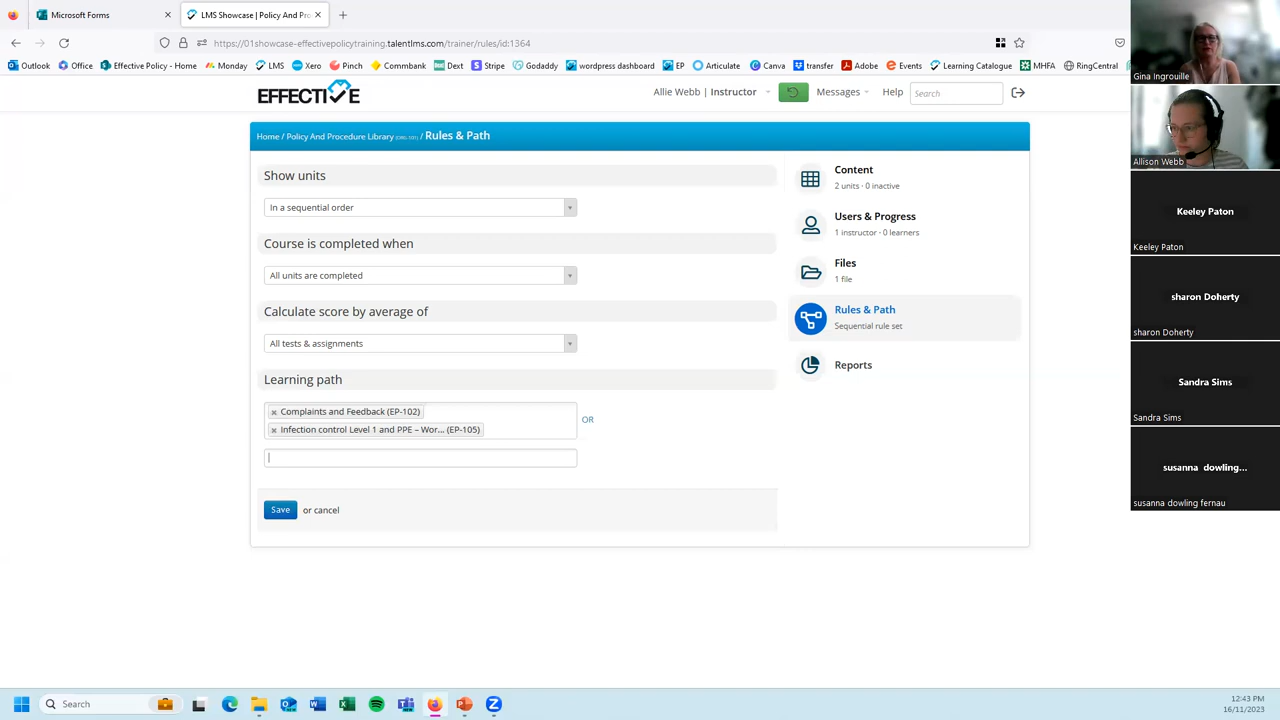 Microsoft Forms
LMS Showcase | Policy And Pro
https://01showcase-effectivepolicytraining.talentlms.com/trainer/rules/id:1364
Outlook Office Effective Policy - Home Monday LMS Xero Pinch Commbank Dext Stripe Godaddy wordpress dashboard EP Articulate Canva transfer Adobe Events Learning Catalogue MHFA RingCentral
EFFECTIVE
Allie Webb | Instructor
Messages
Help
Search
Home / Policy And Procedure Library / Rules & Path
Show units
In a sequential order
Course is completed when
All units are completed
Calculate score by average of
All tests & assignments
Learning path
Complaints and Feedback (EP-102)
OR
Infection control Level 1 and PPE – Wor... (EP-105)
Save or cancel
Content
2 units · 0 inactive
Users & Progress
1 instructor · 0 learners
Files
1 file
Rules & Path
Sequential rule set
Reports
Gina Ingrouille
Allison Webb
Keeley Paton
Keeley Paton
sharon Doherty
sharon Doherty
Sandra Sims
Sandra Sims
susanna dowling...
susanna dowling fernau
Search
12:43 PM
16/11/2023